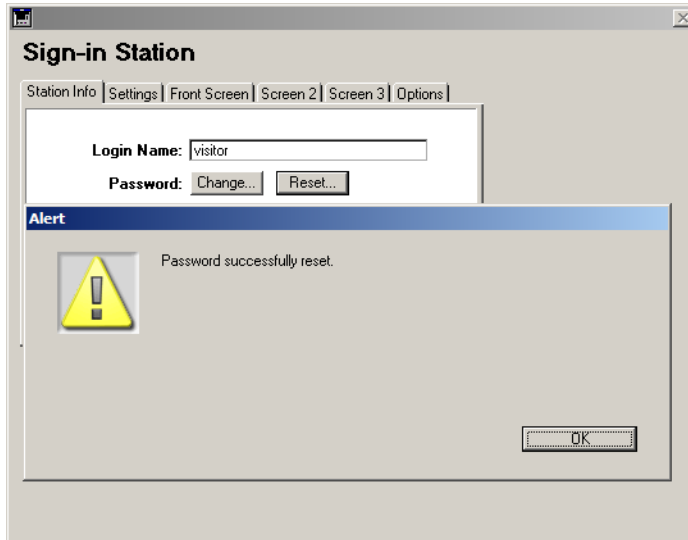 Sign-in Station
Station Info Settings Front Screen Screen 2 Screen 3 Options
Login Name: visitor
Password: Change... Reset...
Alert
Password successfully reset.
OK